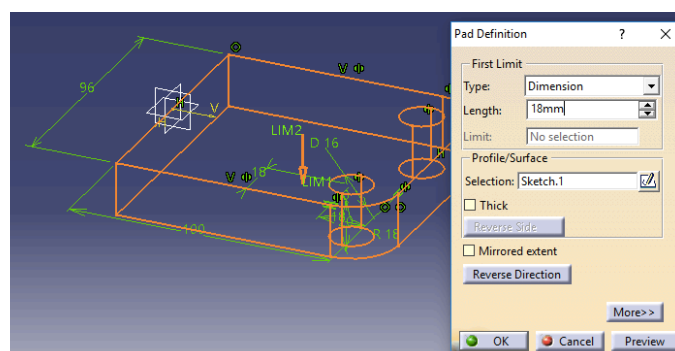 Pad Definition ? X
First Limit
Type: Dimension
Length: 18mm
Limit: No selection
Profile/Surface
Selection: Sketch.1
Thick
Reverse Side
Mirrored extent
Reverse Direction
More>>
OK Cancel Preview
96
V
V
LIM2
D 16
V
18
LIM1
18
R 18
100